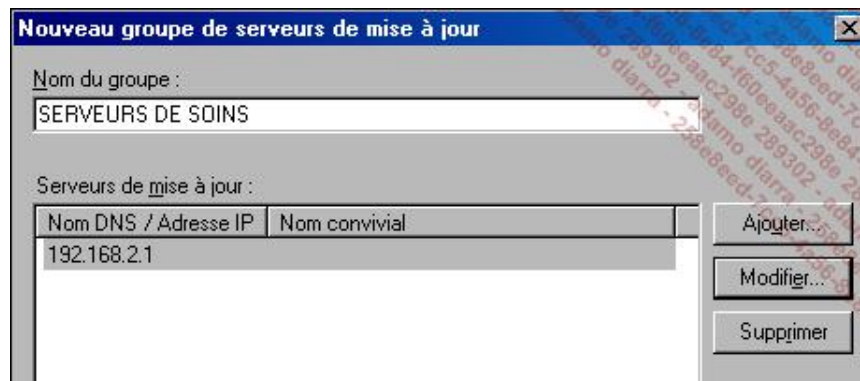 Nouveau groupe de serveurs de mise à jour
Nom du groupe :
SERVEURS DE SOINS
Serveurs de mise à jour :
Nom DNS / Adresse IP
Nom convivial
192.168.2.1
Ajouter...
Modifier...
Supprimer